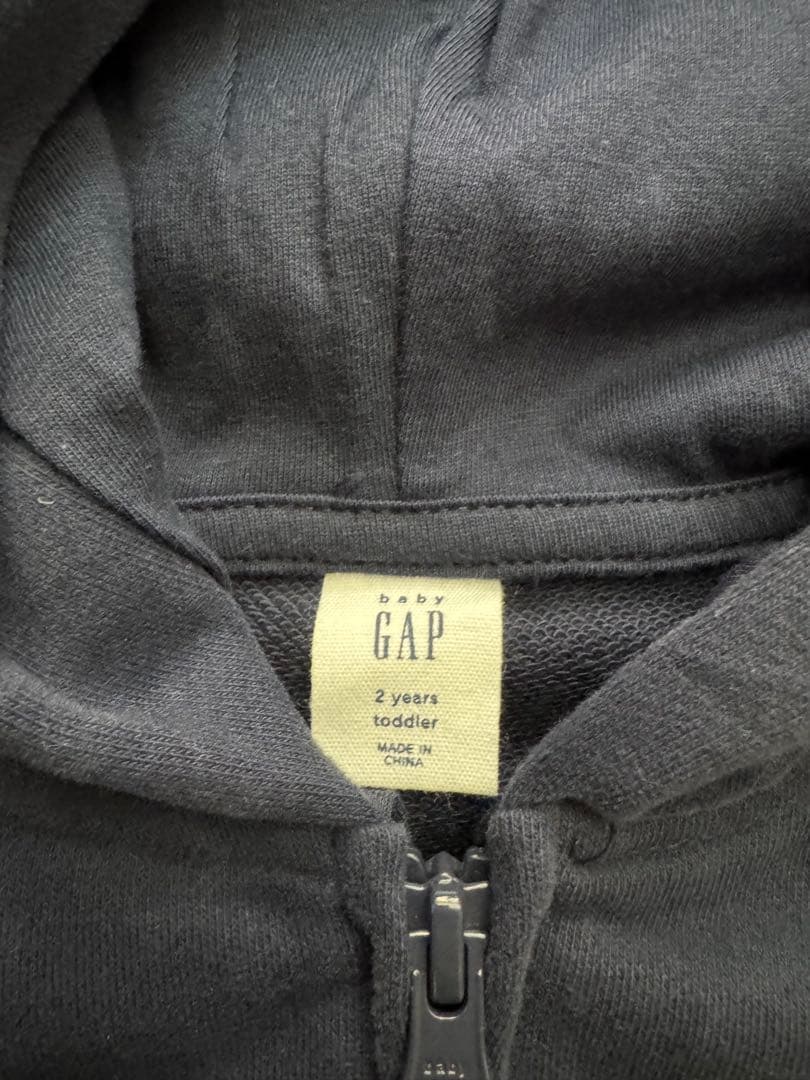 baby
GAP
2 years
toddler
MADE IN
CHINA